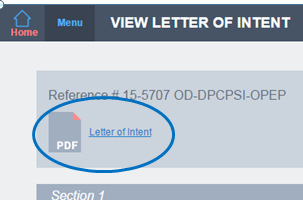 Home Menu VIEW LETTER OF INTENT
Reference # 15-5707 OD-DPCPSI-OPEP
PDF Letter of Intent
Section 1